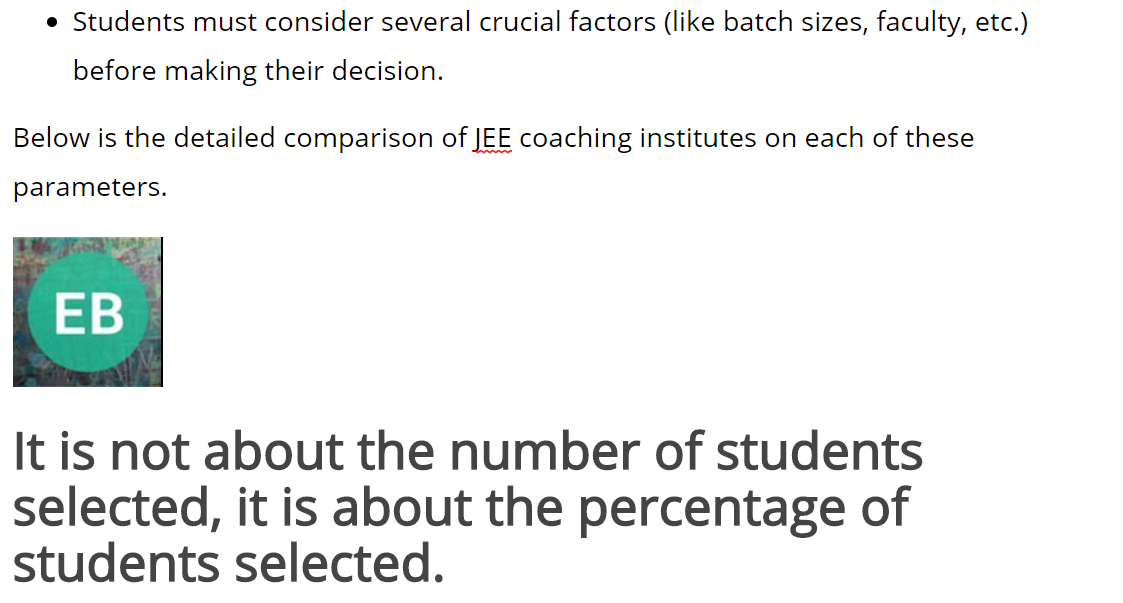 Students must consider several crucial factors (like batch sizes, faculty, etc.)
before making their decision.
Below is the detailed comparison of JEE coaching institutes on each of these
parameters.
EB
It is not about the number of students
selected, it is about the percentage of
students selected.